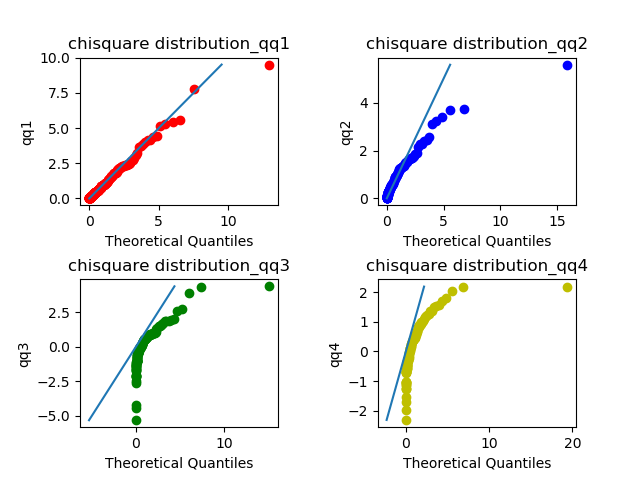 chisquare distribution_qq1
chisquare distribution_qq2
10.0
7.5
5.0
2.5
0.0
qq1
0
5
10
Theoretical Quantiles
4
2
0
qq2
0
5
10
15
Theoretical Quantiles
chisquare distribution_qq3
chisquare distribution_qq4
2.5
0.0
−2.5
−5.0
qq3
0
10
Theoretical Quantiles
2
1
0
−1
−2
qq4
0
10
20
Theoretical Quantiles